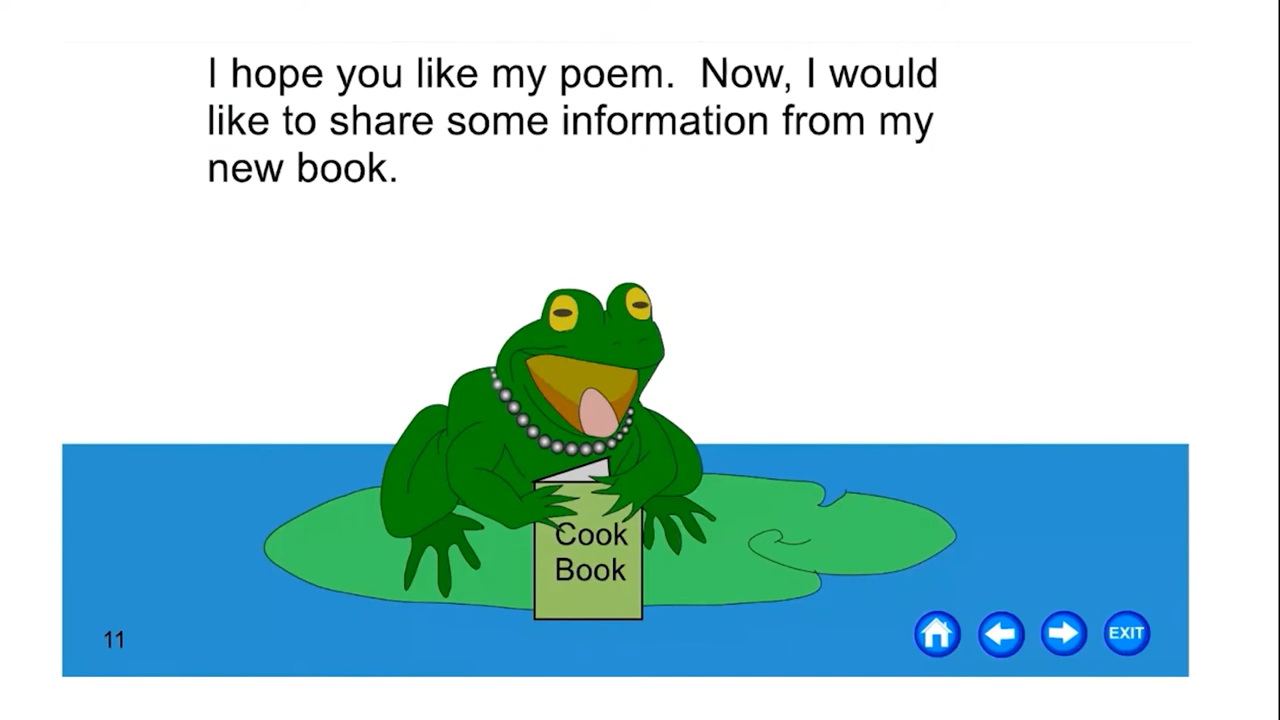 I hope you like my poem.  Now, I would
like to share some information from my
new book.
Cook
Book
11
EXIT